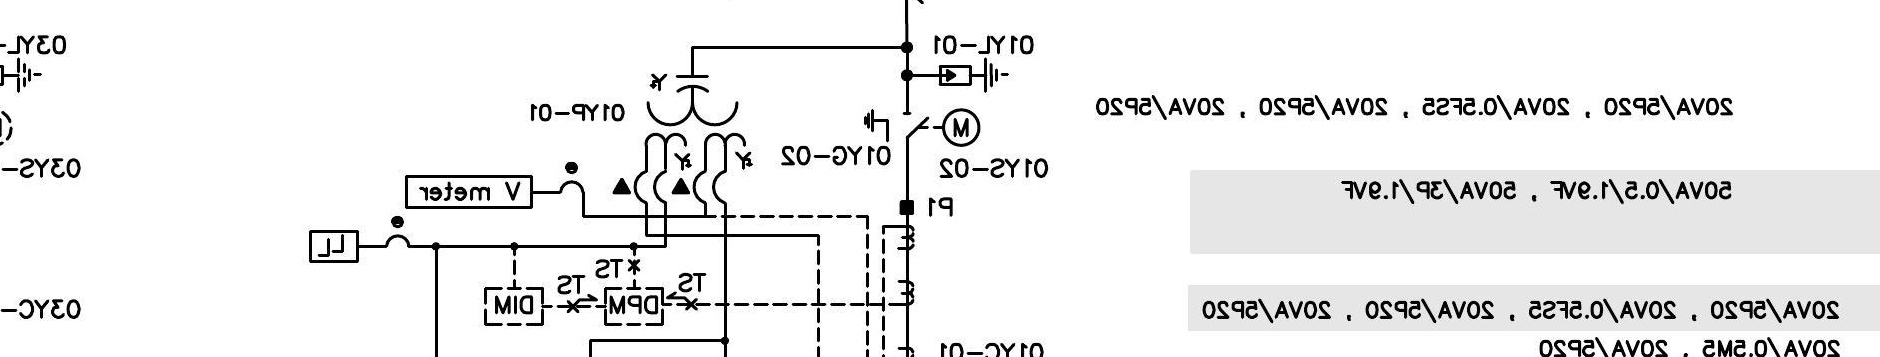 03YL-
01YL-01
01YP-01
20VA/5P20 , 20VA/0.5FS5 , 20VA/5P20 , 20VA/5P20
M
01YG-02
03YS-
01YS-02
V meter
50VA/0.5/1.9VF , 50VA/3P/1.9VF
P1
e
e
LL
TS
TS
TS
DIM
DPM
03YC-
20VA/5P20 , 20VA/0.5FS5 , 20VA/5P20 , 20VA/5P20
01YC-01
20VA/0.5M5 , 20VA/5P20